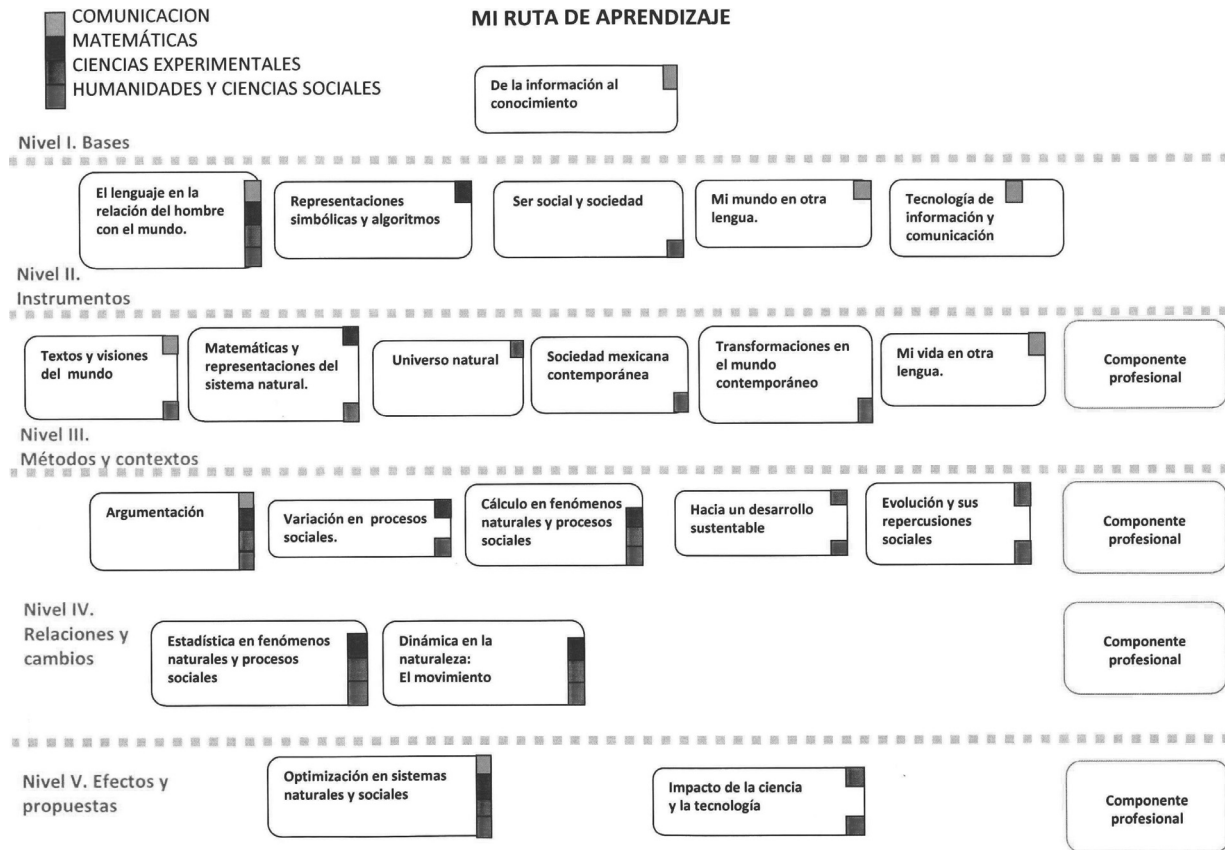 COMUNICACION
MATEMÁTICAS
CIENCIAS EXPERIMENTALES
HUMANIDADES Y CIENCIAS SOCIALES
MI RUTA DE APRENDIZAJE
De la información al
conocimiento
Nivel I. Bases
El lenguaje en la
relación del hombre
con el mundo.
Representaciones
simbólicas y algoritmos
Ser social y sociedad
Mi mundo en otra
lengua.
Tecnología de
información y
comunicación
Nivel II.
Instrumentos
Textos y visiones
del mundo
Matemáticas y
representaciones del
sistema natural.
Universo natural
Sociedad mexicana
contemporánea
Transformaciones en
el mundo
contemporáneo
Mi vida en otra
lengua.
Componente
profesional
Nivel III.
Métodos y contextos
Argumentación
Variación en procesos
sociales.
Cálculo en fenómenos
naturales y procesos
sociales
Hacia un desarrollo
sustentable
Evolución y sus
repercusiones
sociales
Componente
profesional
Nivel IV.
Relaciones y
cambios
Estadística en fenómenos
naturales y procesos
sociales
Dinámica en la
naturaleza:
El movimiento
Componente
profesional
Nivel V. Efectos y
propuestas
Optimización en sistemas
naturales y sociales
Impacto de la ciencia
y la tecnología
Componente
profesional